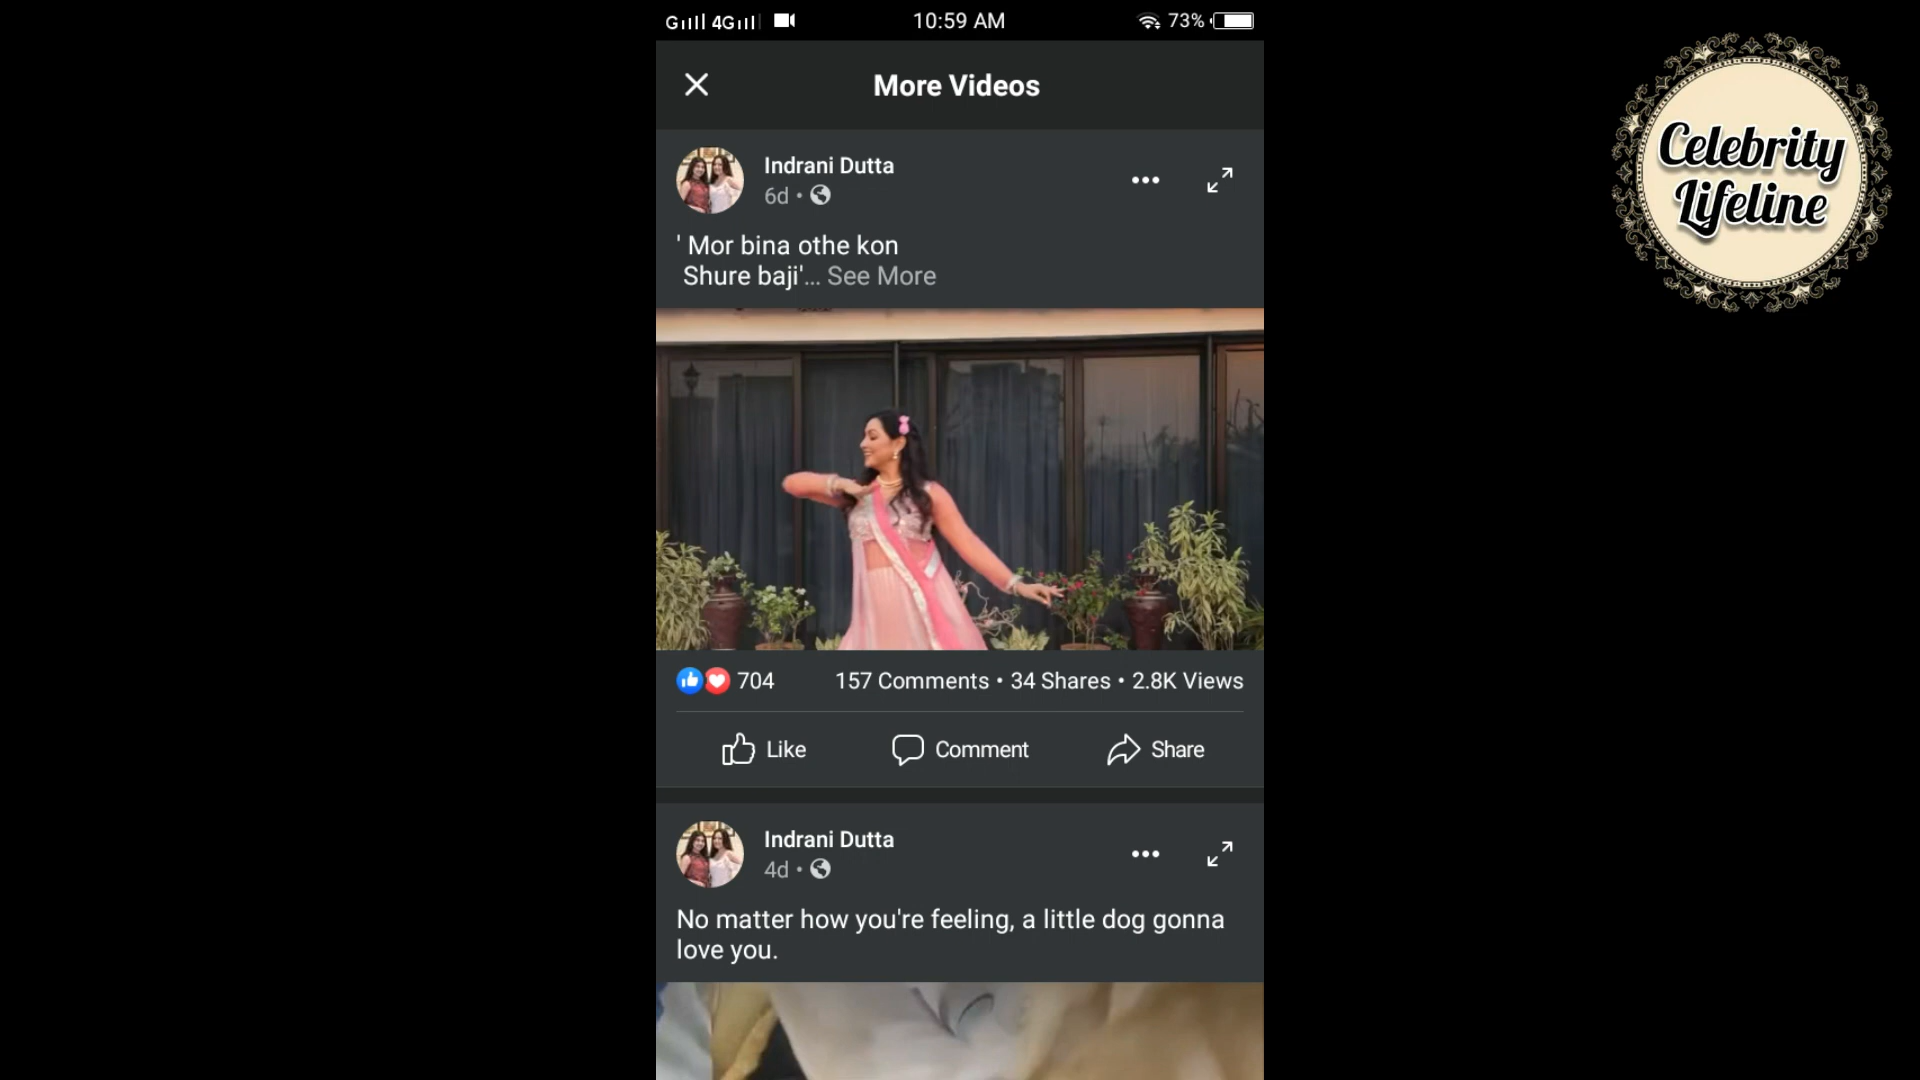 G 4G 10:59 AM 73%
More Videos
Indrani Dutta
6d •
' Mor bina othe kon
Shure baji'... See More
704 157 Comments • 34 Shares • 2.8K Views
Like Comment Share
Indrani Dutta
4d •
No matter how you're feeling, a little dog gonna
love you.
Celebrity
Lifeline